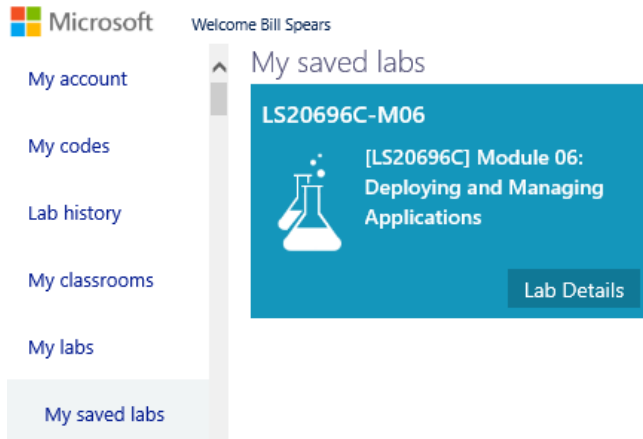 Microsoft Welcome Bill Spears
My account
My codes
Lab history
My classrooms
My labs
My saved labs
My saved labs
LS20696C-M06
[LS20696C] Module 06:
Deploying and Managing
Applications
Lab Details